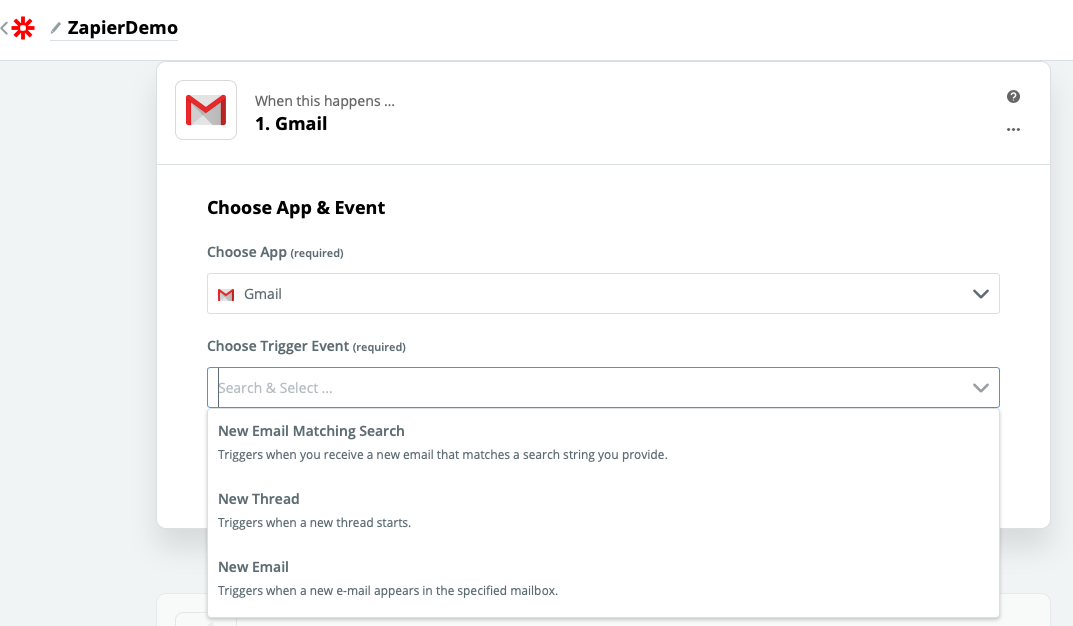 ZapierDemo
When this happens ...
1. Gmail
Choose App & Event
Choose App (required)
Gmail
Choose Trigger Event (required)
Search & Select ...
New Email Matching Search
Triggers when you receive a new email that matches a search string you provide.
New Thread
Triggers when a new thread starts.
New Email
Triggers when a new e-mail appears in the specified mailbox.